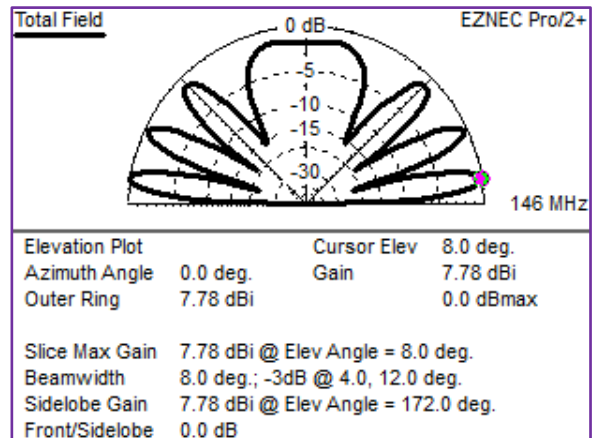 Total Field 0 dB EZNEC Pro/2+
-5
-10
-15
-30
146 MHz
Elevation Plot Cursor Elev 8.0 deg.
Azimuth Angle 0.0 deg. Gain 7.78 dBi
Outer Ring 7.78 dBi 0.0 dBmax
Slice Max Gain 7.78 dBi @ Elev Angle = 8.0 deg.
Beamwidth 8.0 deg.; -3dB @ 4.0, 12.0 deg.
Sidelobe Gain 7.78 dBi @ Elev Angle = 172.0 deg.
Front/Sidelobe 0.0 dB